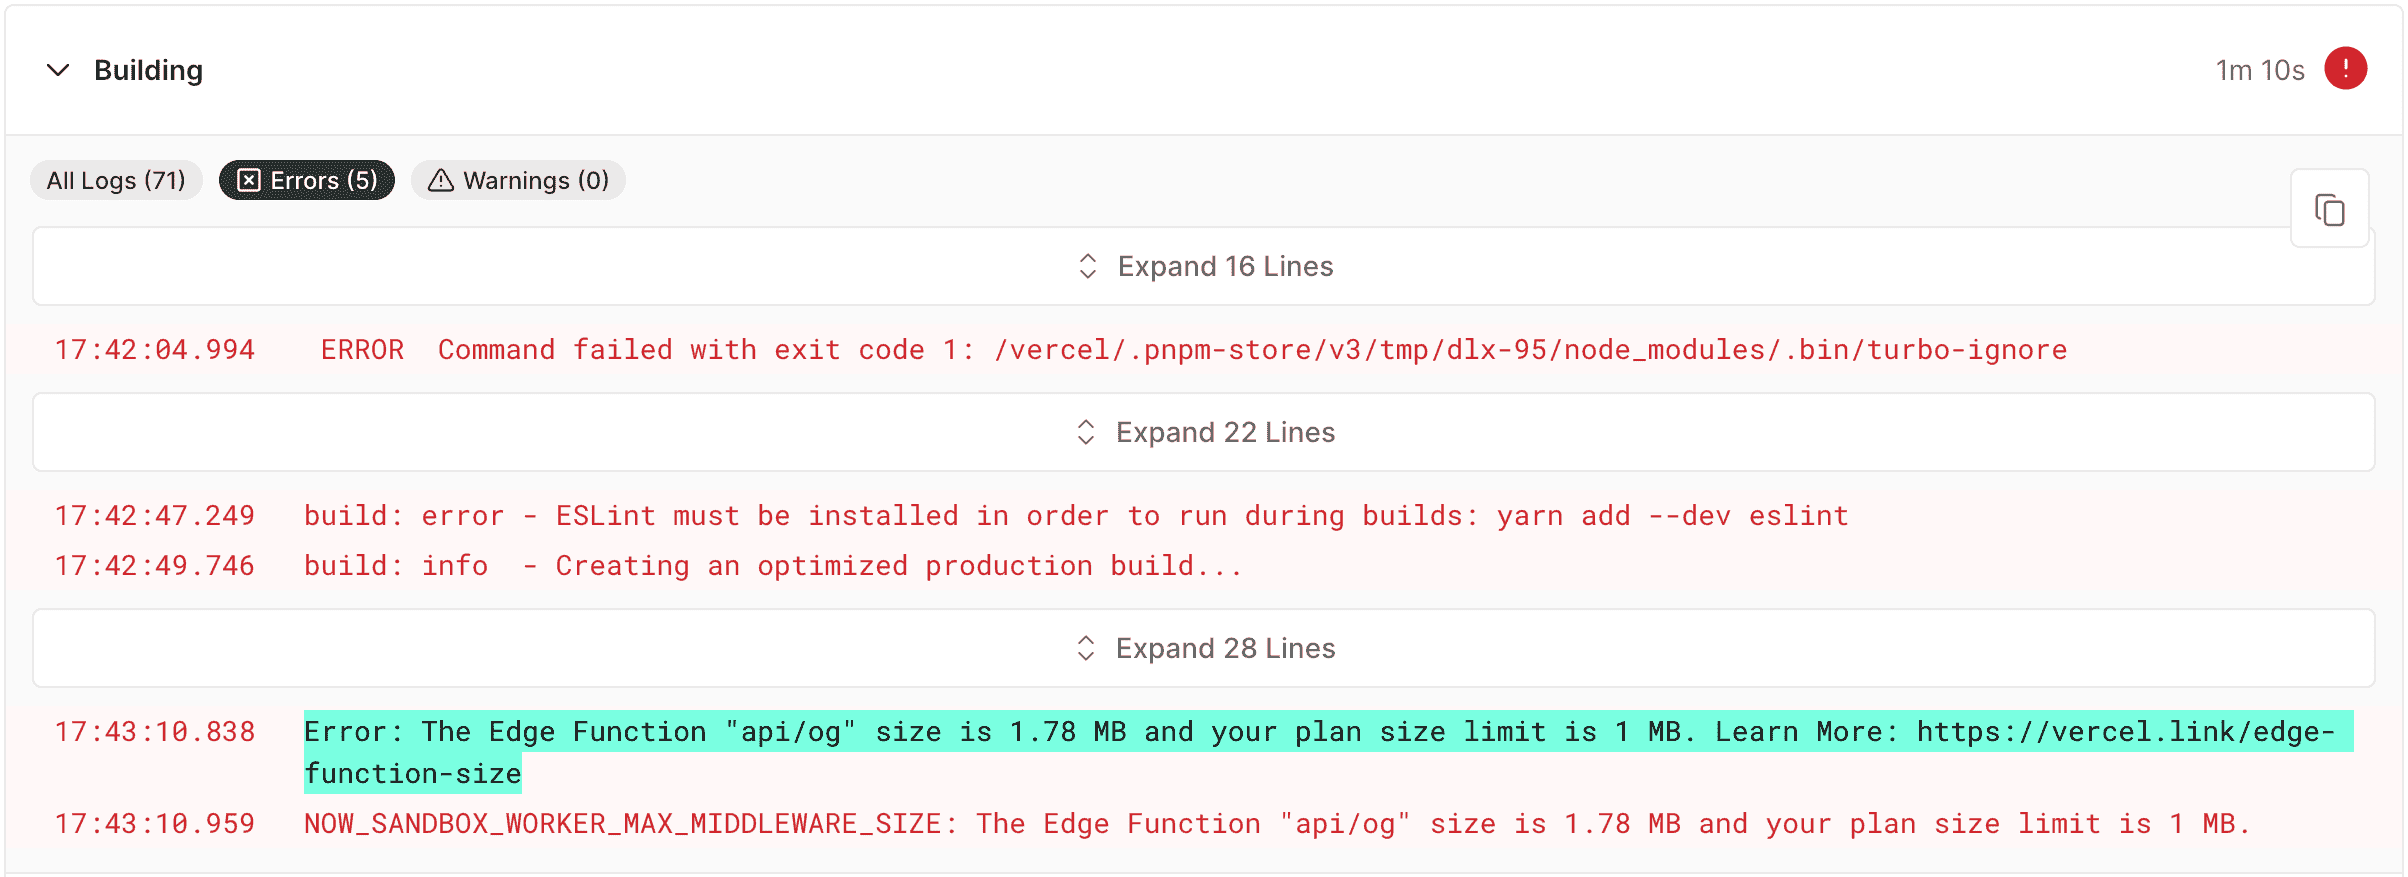 Building
1m 10s
All Logs (71)
Errors (5)
Warnings (0)
Expand 16 Lines
17:42:04.994 ERROR Command failed with exit code 1: /vercel/.pnpm-store/v3/tmp/dlx-95/node_modules/.bin/turbo-ignore
Expand 22 Lines
17:42:47.249 build: error - ESLint must be installed in order to run during builds: yarn add --dev eslint
17:42:49.746 build: info - Creating an optimized production build...
Expand 28 Lines
17:43:10.838 Error: The Edge Function "api/og" size is 1.78 MB and your plan size limit is 1 MB. Learn More: https://vercel.link/edge-
function-size
17:43:10.959 NOW_SANDBOX_WORKER_MAX_MIDDLEWARE_SIZE: The Edge Function "api/og" size is 1.78 MB and your plan size limit is 1 MB.